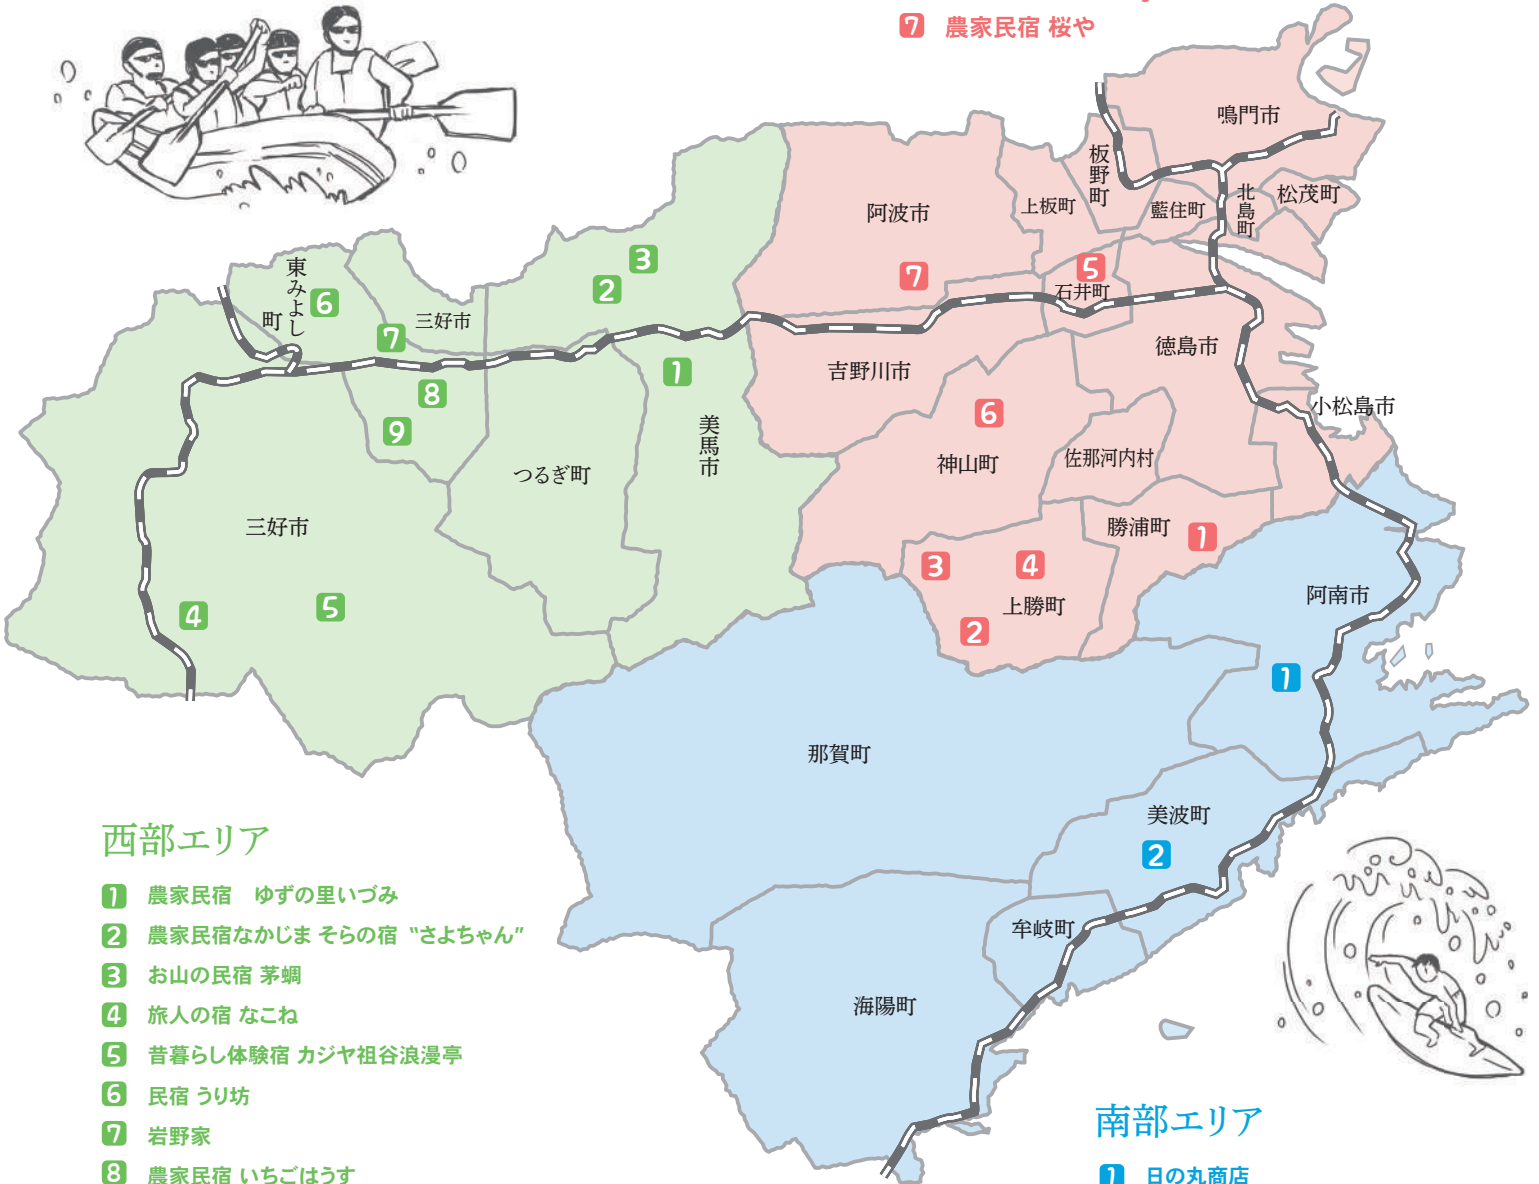 7 農家民宿 桜や
鳴門市
板野町
上板町
藍住町
北島町
松茂町
阿波市
7
5
石井町
徳島市
吉野川市
小松島市
6
神山町
佐那河内村
勝浦町
1
3
4
上勝町
2
東みよし町
6
7
三好市
3
2
1
8
9
美馬市
つるぎ町
三好市
4
5
阿南市
1
那賀町
美波町
2
牟岐町
海陽町
西部エリア
1 農家民宿　ゆずの里いづみ
2 農家民宿なかじま そらの宿 “さよちゃん”
3 お山の民宿 茅蜩
4 旅人の宿 なこね
5 昔暮らし体験宿 カジヤ祖谷浪漫亭
6 民宿 うり坊
7 岩野家
8 農家民宿 いちごはうす
南部エリア
1 日の丸商店